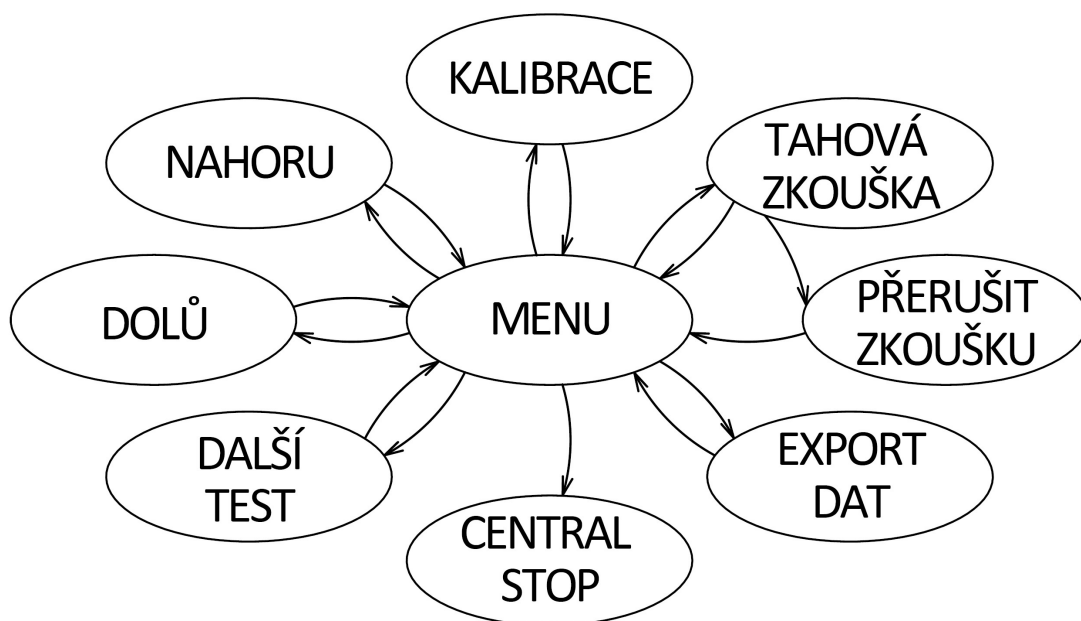 KALIBRACE
NAHORU
TAHOVÁ
ZKOUŠKA
DOLŮ
MENU
PŘERUŠIT
ZKOUŠKU
DALŠÍ
TEST
EXPORT
DAT
CENTRAL
STOP